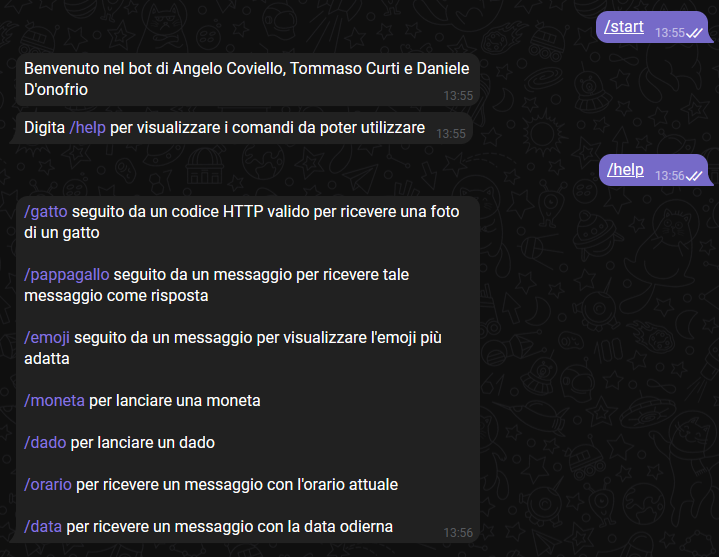 /start 13:55
Benvenuto nel bot di Angelo Coviello, Tommaso Curti e Daniele
D'onofrio
13:55
Digita /help per visualizzare i comandi da poter utilizzare 13:55
/help 13:56
/gatto seguito da un codice HTTP valido per ricevere una foto
di un gatto
/pappagallo seguito da un messaggio per ricevere tale
messaggio come risposta
/emoji seguito da un messaggio per visualizzare l'emoji più
adatta
/moneta per lanciare una moneta
/dado per lanciare un dado
/orario per ricevere un messaggio con l'orario attuale
/data per ricevere un messaggio con la data odierna 13:56